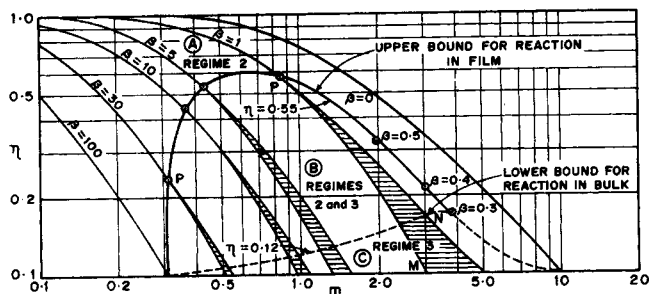 1.0
0.5
η
0.2
0.1
β=100
β=30
β=10
β=5
β=1
A
REGIME 2
P
η=0.55
β=0
UPPER BOUND FOR REACTION
IN FILM
β=0.5
β=0.4
LOWER BOUND FOR
REACTION IN BULK
β=0.3
P
B
REGIMES
2 and 3
N
η=0.12
C
REGIME 3
M
0.1
0.2
0.5
1.0
m
2.0
5.0
10